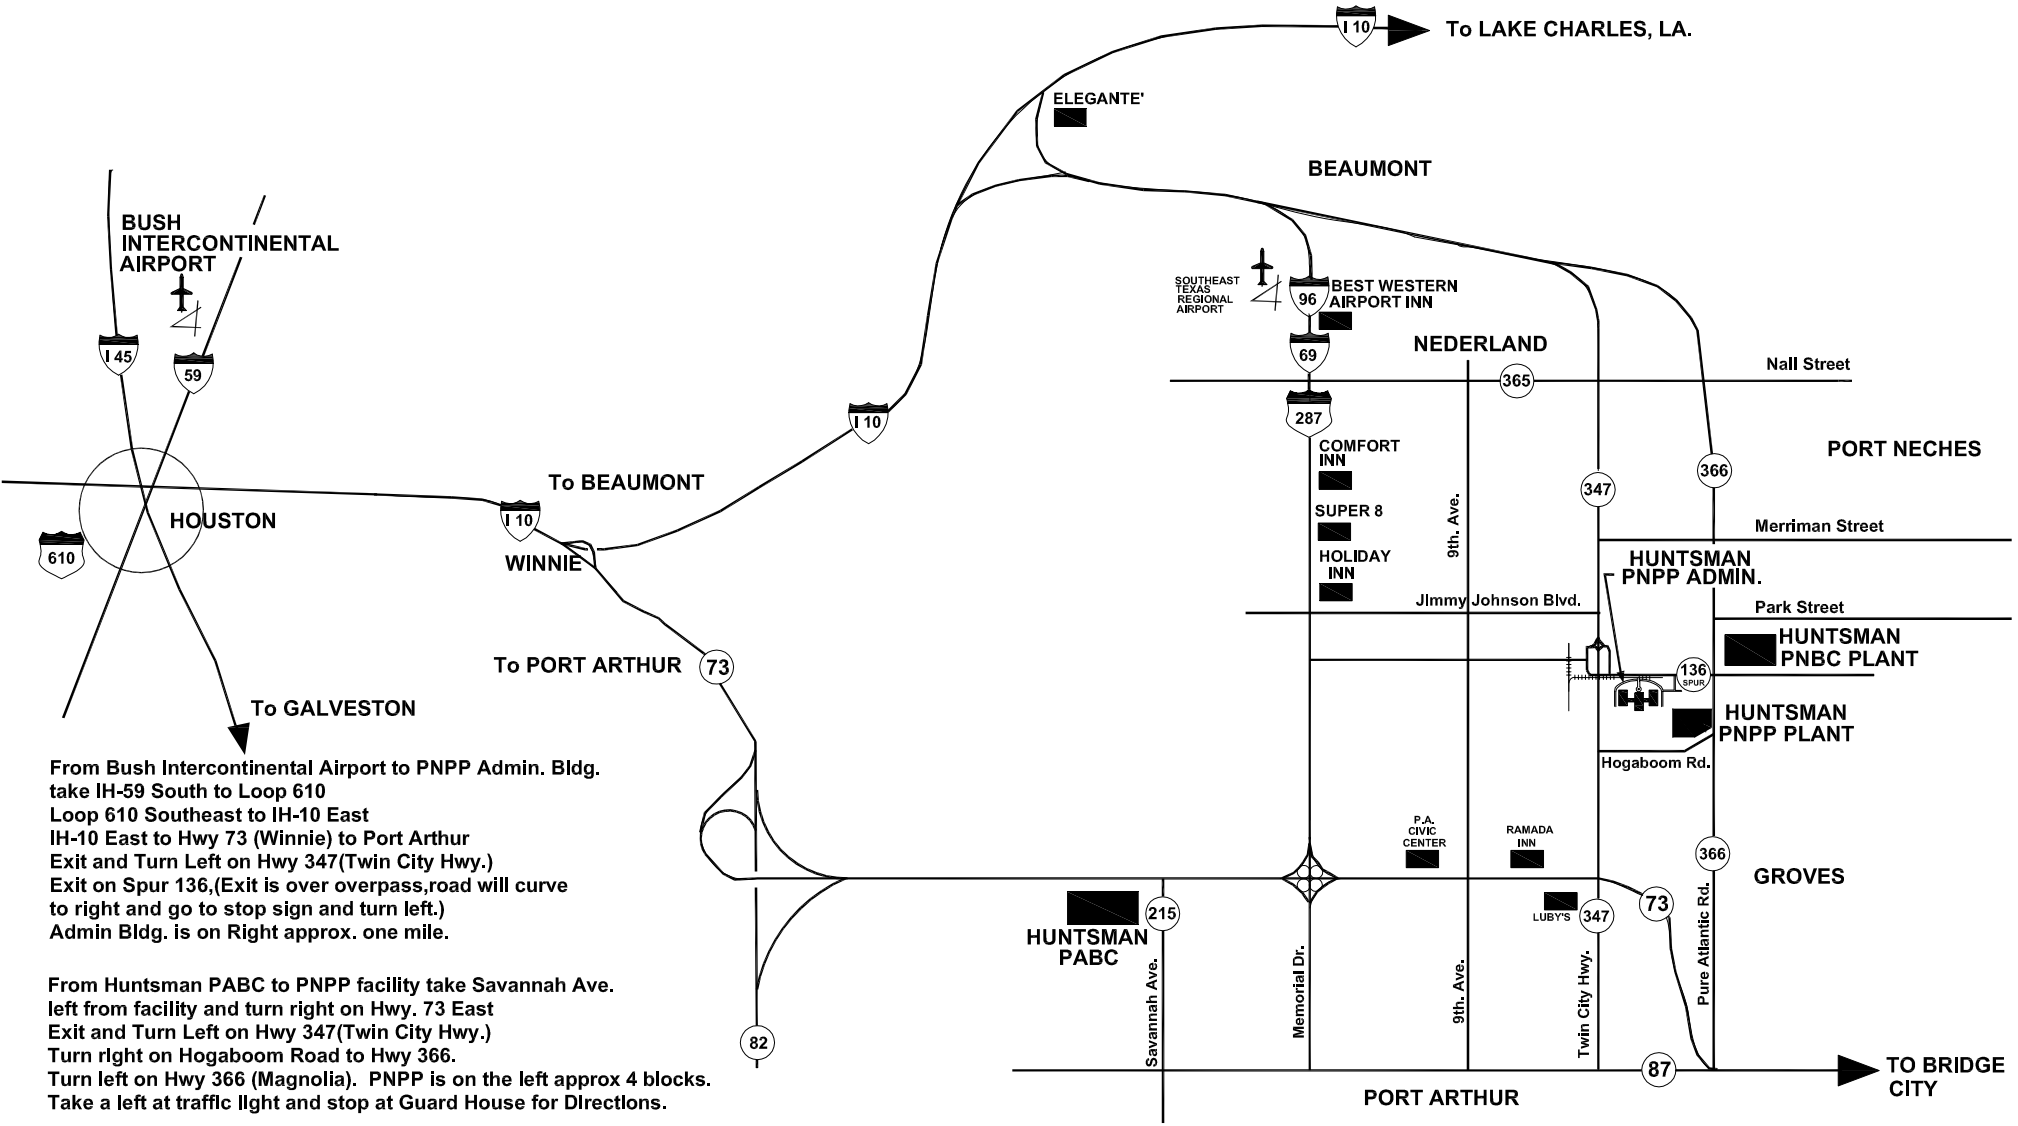 I 10
To LAKE CHARLES, LA.
ELEGANTE'
BEAUMONT
BUSH
INTERCONTINENTAL
AIRPORT
I 45
59
SOUTHEAST
TEXAS
REGIONAL
AIRPORT
96
BEST WESTERN
AIRPORT INN
69
NEDERLAND
Nall Street
365
287
I 10
COMFORT
INN
PORT NECHES
366
347
To BEAUMONT
I 10
HOUSTON
610
WINNIE
SUPER 8
9th. Ave.
Merriman Street
HOLIDAY
INN
HUNTSMAN
PNPP ADMIN.
JImmy Johnson Blvd.
Park Street
HUNTSMAN
PNBC PLANT
136
SPUR
To PORT ARTHUR
73
To GALVESTON
HUNTSMAN
PNPP PLANT
Hogaboom Rd.
P.A.
CIVIC
CENTER
RAMADA
INN
366
GROVES
73
LUBY'S
347
215
HUNTSMAN
PABC
Savannah Ave.
Memorial Dr.
9th. Ave.
Twin City Hwy.
Pure Atlantic Rd.
82
87
TO BRIDGE
CITY
PORT ARTHUR
From Bush Intercontinental Airport to PNPP Admin. Bldg.
take IH-59 South to Loop 610
Loop 610 Southeast to IH-10 East
IH-10 East to Hwy 73 (Winnie) to Port Arthur
Exit and Turn Left on Hwy 347(Twin City Hwy.)
Exit on Spur 136,(Exit is over overpass,road will curve
to right and go to stop sign and turn left.)
Admin Bldg. is on Right approx. one mile.
From Huntsman PABC to PNPP facility take Savannah Ave.
left from facility and turn right on Hwy. 73 East
Exit and Turn Left on Hwy 347(Twin City Hwy.)
Turn rIght on Hogaboom Road to Hwy 366.
Turn left on Hwy 366 (Magnolia).  PNPP is on the left approx 4 blocks.
Take a left at traffIc lIght and stop at Guard House for DIrectIons.